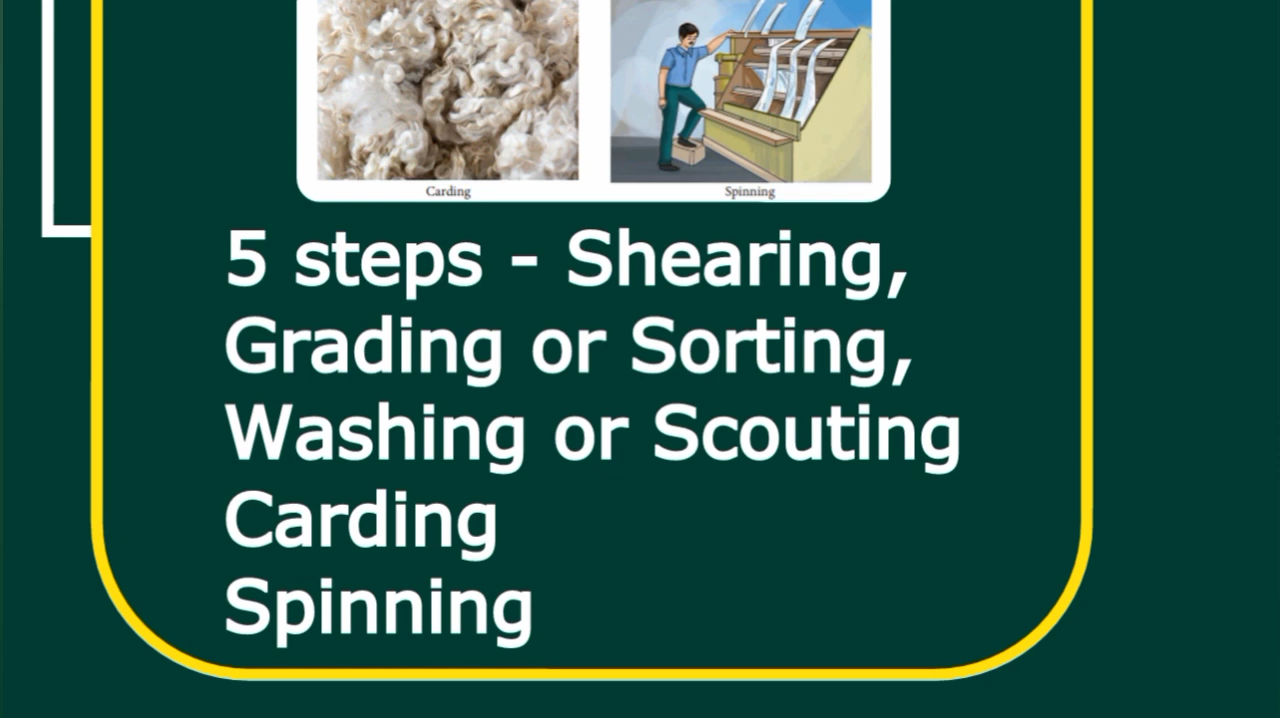 Carding
Spinning
5 steps - Shearing,
Grading or Sorting,
Washing or Scouting
Carding
Spinning